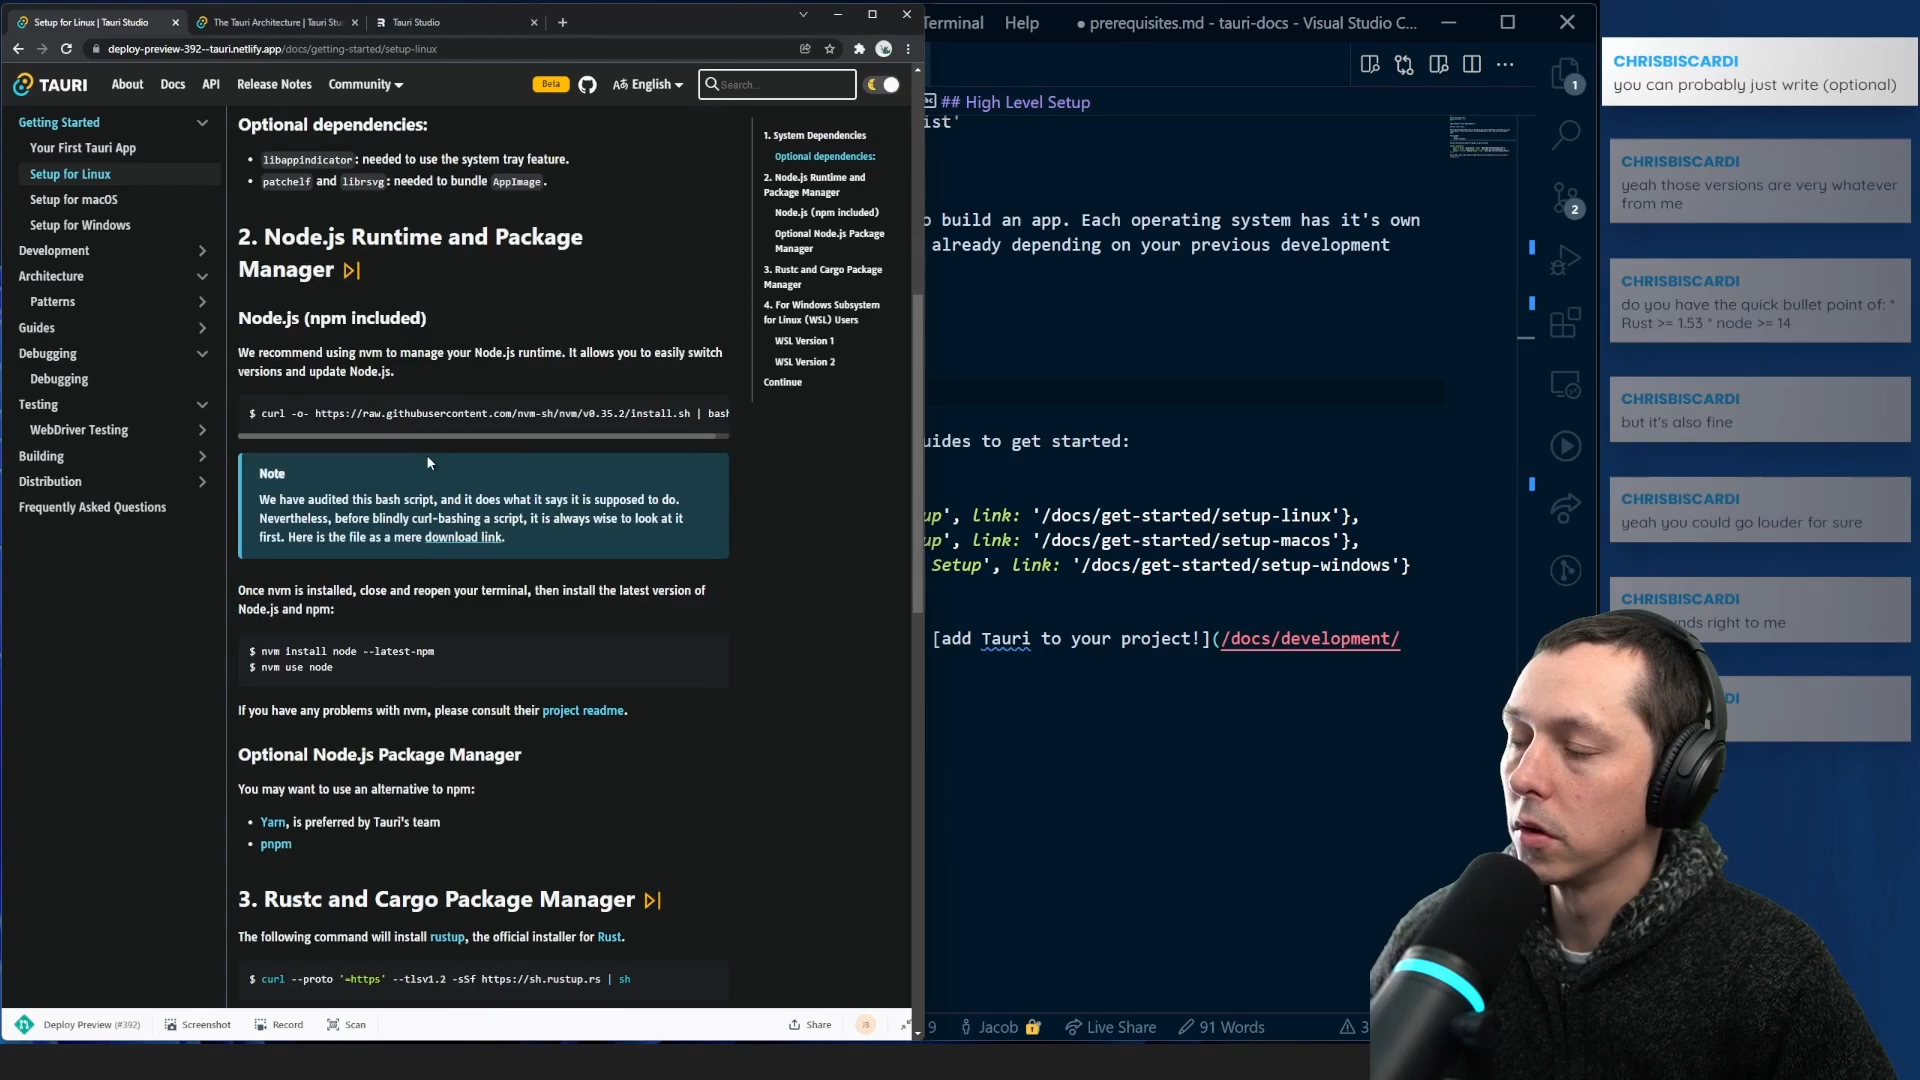 Setup for Linux | Tauri Studio
The Tauri Architecture | Tauri Stu
Tauri Studio
deploy-preview-392--tauri.netlify.app/docs/getting-started/setup-linux
TAURI
About
Docs
API
Release Notes
Community
Beta
English
Search...
Getting Started
Your First Tauri App
Setup for Linux
Setup for macOS
Setup for Windows
Development
Architecture
Patterns
Guides
Debugging
Debugging
Testing
WebDriver Testing
Building
Distribution
Frequently Asked Questions
Optional dependencies:
libappindicator: needed to use the system tray feature.
patchelf and librsvg: needed to bundle AppImage.
2. Node.js Runtime and Package
Manager
Node.js (npm included)
We recommend using nvm to manage your Node.js runtime. It allows you to easily switch
versions and update Node.js.
$ curl -o- https://raw.githubusercontent.com/nvm-sh/nvm/v0.35.2/install.sh | bash
Note
We have audited this bash script, and it does what it says it is supposed to do.
Nevertheless, before blindly curl-bashing a script, it is always wise to look at it
first. Here is the file as a mere download link.
Once nvm is installed, close and reopen your terminal, then install the latest version of
Node.js and npm:
$ nvm install node --latest-npm
$ nvm use node
If you have any problems with nvm, please consult their project readme.
Optional Node.js Package Manager
You may want to use an alternative to npm:
Yarn, is preferred by Tauri's team
pnpm
3. Rustc and Cargo Package Manager
The following command will install rustup, the official installer for Rust.
$ curl --proto '=https' --tlsv1.2 -sSf https://sh.rustup.rs | sh
1. System Dependencies
Optional dependencies:
2. Node.js Runtime and
Package Manager
Node.js (npm included)
Optional Node.js Package
Manager
3. Rustc and Cargo Package
Manager
4. For Windows Subsystem
for Linux (WSL) Users
WSL Version 1
WSL Version 2
Continue
Deploy Preview (#392)
Screenshot
Record
Scan
Share
Terminal
Help
● prerequisites.md - tauri-docs - Visual Studio C...
## High Level Setup
ist'
o build an app. Each operating system has it's own
already depending on your previous development
uides to get started:
up', link: '/docs/get-started/setup-linux'},
up', link: '/docs/get-started/setup-macos'},
Setup', link: '/docs/get-started/setup-windows'}
[add Tauri to your project!](/docs/development/
1
2
9
Jacob
Live Share
91 Words
3
CHRISBISCARDI
you can probably just write (optional)
CHRISBISCARDI
yeah those versions are very whatever
from me
CHRISBISCARDI
do you have the quick bullet point of: *
Rust >= 1.53 * node >= 14
CHRISBISCARDI
but it's also fine
CHRISBISCARDI
yeah you could go louder for sure
CHRISBISCARDI
nds right to me
DI